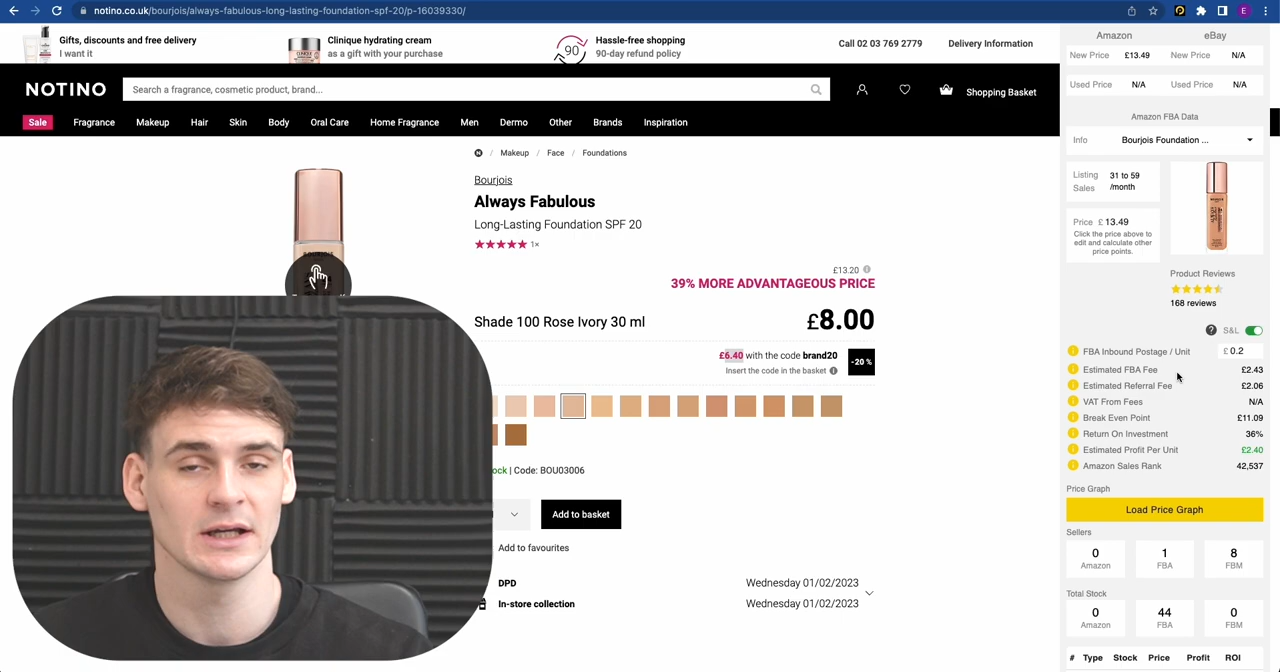 notino.co.uk/bourjois/always-fabulous-long-lasting-foundation-spf-20/p-16039330/
E
Gifts, discounts and free delivery
I want it
Clinique hydrating cream
as a gift with your purchase
90
Hassle-free shopping
90-day refund policy
Call 02 03 769 2779
Delivery Information
NOTINO
Search a fragrance, cosmetic product, brand...
Shopping Basket
Sale Fragrance Makeup Hair Skin Body Oral Care Home Fragrance Men Dermo Other Brands Inspiration
Makeup / Face / Foundations
Bourjois
Always Fabulous
Long-Lasting Foundation SPF 20
1×
£13.20
39% MORE ADVANTAGEOUS PRICE
Shade 100 Rose Ivory 30 ml
£8.00
£6.40 with the code brand20
Insert the code in the basket
-20 %
ock | Code: BOU03006
Add to basket
Add to favourites
DPD Wednesday 01/02/2023
In-store collection Wednesday 01/02/2023
Amazon eBay
New Price £13.49 New Price N/A
Used Price N/A Used Price N/A
Amazon FBA Data
Info Bourjois Foundation ...
Listing Sales
31 to 59 /month
Price £ 13.49
Click the price above to
edit and calculate other
price points.
Product Reviews
168 reviews
? S&L
FBA Inbound Postage / Unit £ 0.2
Estimated FBA Fee £2.43
Estimated Referral Fee £2.06
VAT From Fees N/A
Break Even Point £11.09
Return On Investment 36%
Estimated Profit Per Unit £2.40
Amazon Sales Rank 42,537
Price Graph
Load Price Graph
Sellers
0 1 8
Amazon FBA FBM
Total Stock
0 44 0
Amazon FBA FBM
# Type Stock Price Profit ROI